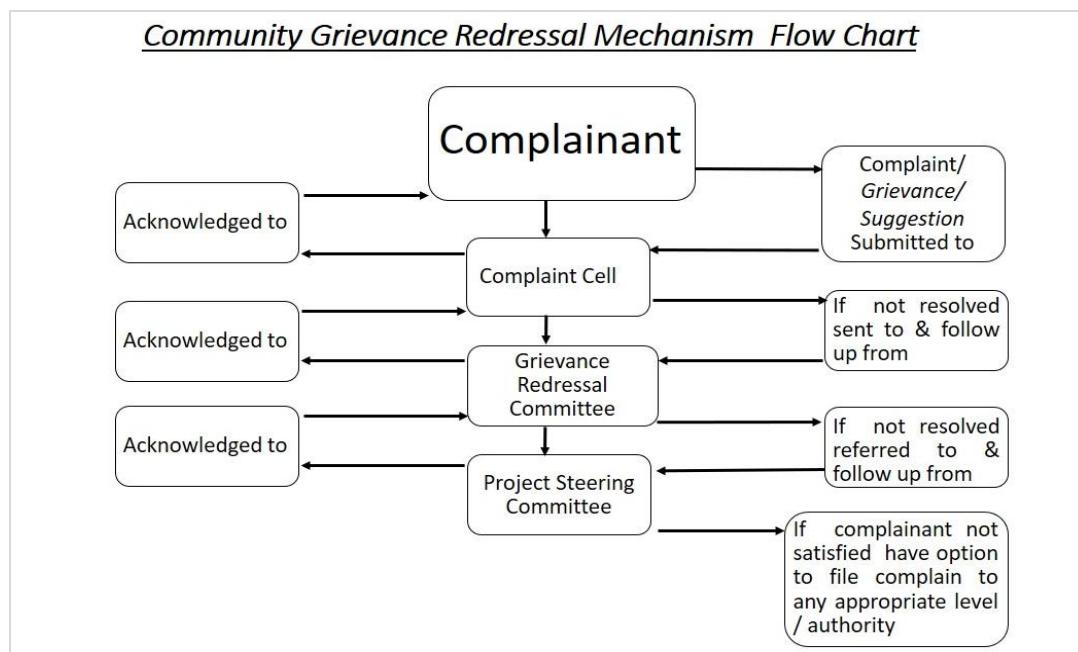 Community Grievance Redressal Mechanism Flow Chart
Complainant
Complaint/
Grievance/
Suggestion
Submitted to
Acknowledged to
Complaint Cell
If not resolved
sent to & follow
up from
Acknowledged to
Grievance
Redressal
Committee
If not resolved
referred to &
follow up from
Acknowledged to
Project Steering
Committee
If complainant not
satisfied have option
to file complain to
any appropriate level
/ authority